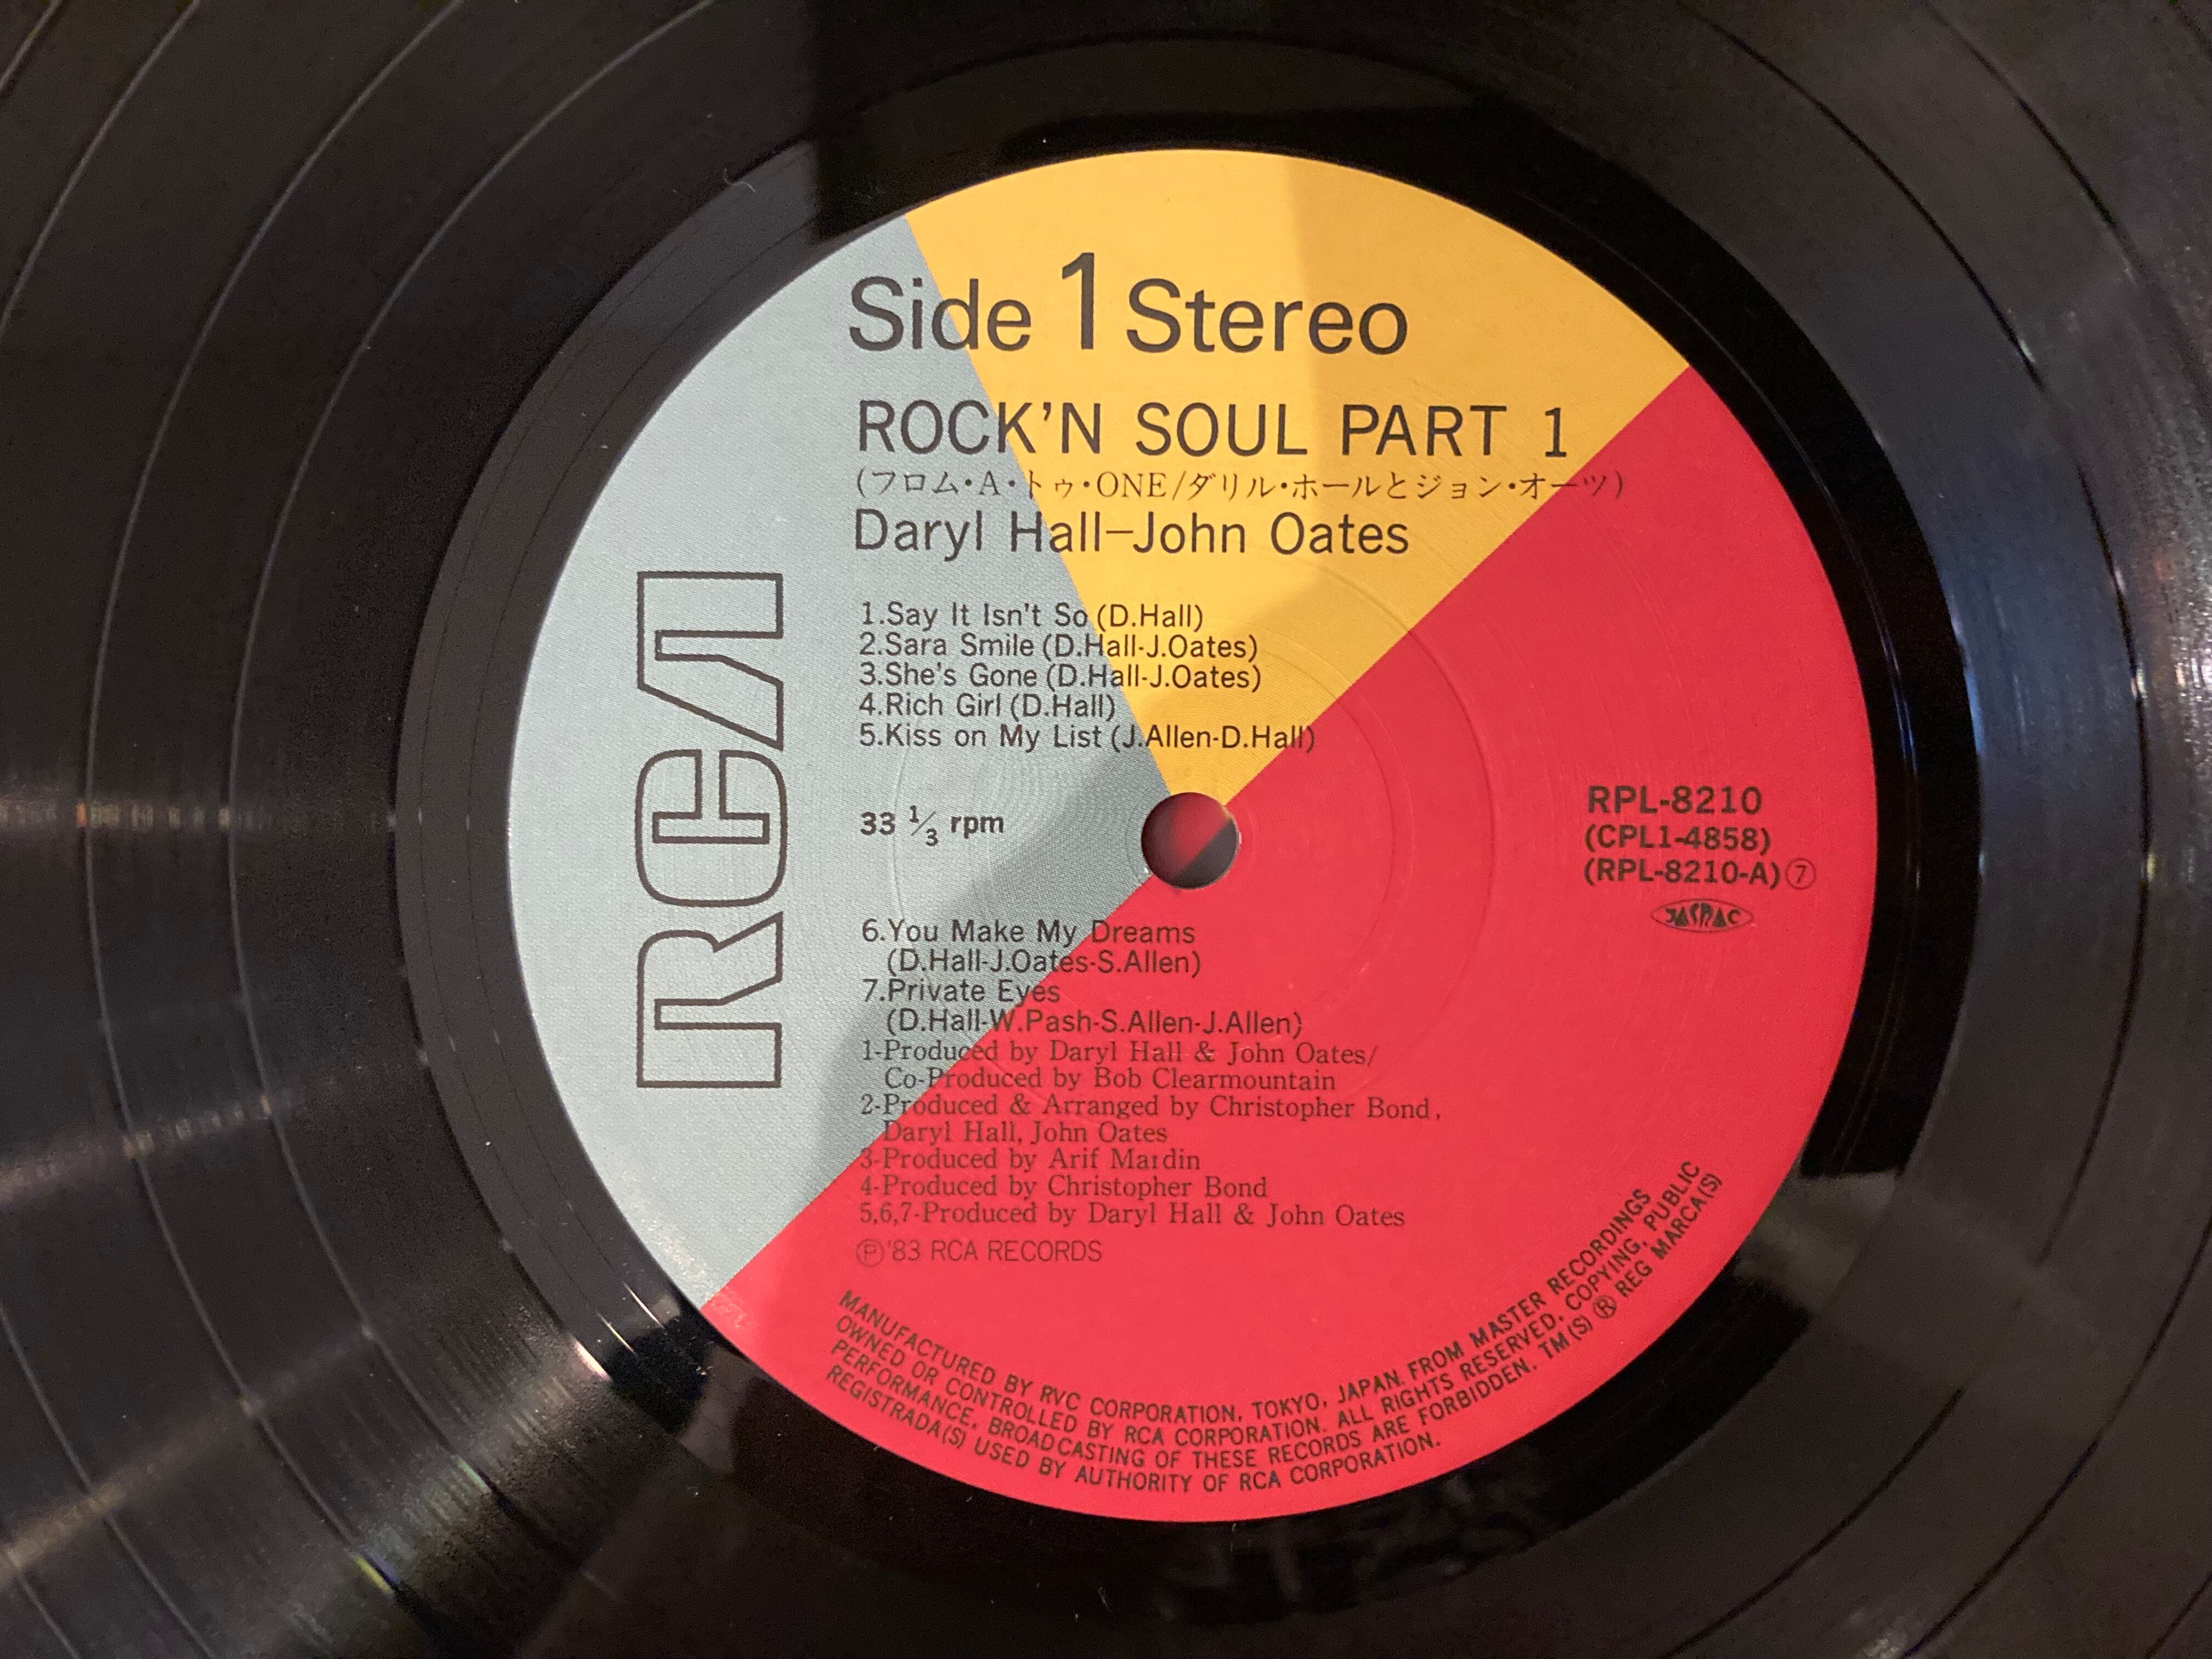 Side 1 Stereo
ROCK'N SOUL PART 1
(フロム・A・トゥ・ONE/ダリル・ホールとジョン・オーツ)
Daryl Hall–John Oates
1.Say It Isn't So (D.Hall)
2.Sara Smile (D.Hall-J.Oates)
3.She's Gone (D.Hall-J.Oates)
4.Rich Girl (D.Hall)
5.Kiss on My List (J.Allen-D.Hall)
RCA
33 1/3 rpm
RPL-8210
(CPL1-4858)
(RPL-8210-A)⑦
JASRAC
6.You Make My Dreams
(D.Hall-J.Oates-S.Allen)
7.Private Eyes
(D.Hall-W.Pash-S.Allen-J.Allen)
1-Produced by Daryl Hall & John Oates/
Co-Produced by Bob Clearmountain
2-Produced & Arranged by Christopher Bond,
Daryl Hall, John Oates
3-Produced by Arif Mardin
4-Produced by Christopher Bond
5,6,7-Produced by Daryl Hall & John Oates
Ⓟ'83 RCA RECORDS
MANUFACTURED BY RVC CORPORATION, TOKYO, JAPAN. FROM MASTER RECORDINGS
OWNED OR CONTROLLED BY RCA CORPORATION. ALL RIGHTS RESERVED. COPYING, PUBLIC
PERFORMANCE, BROADCASTING OF THESE RECORDS ARE FORBIDDEN. TM(S) ® REG MARCA(S)
REGISTRADA(S) USED BY AUTHORITY OF RCA CORPORATION.